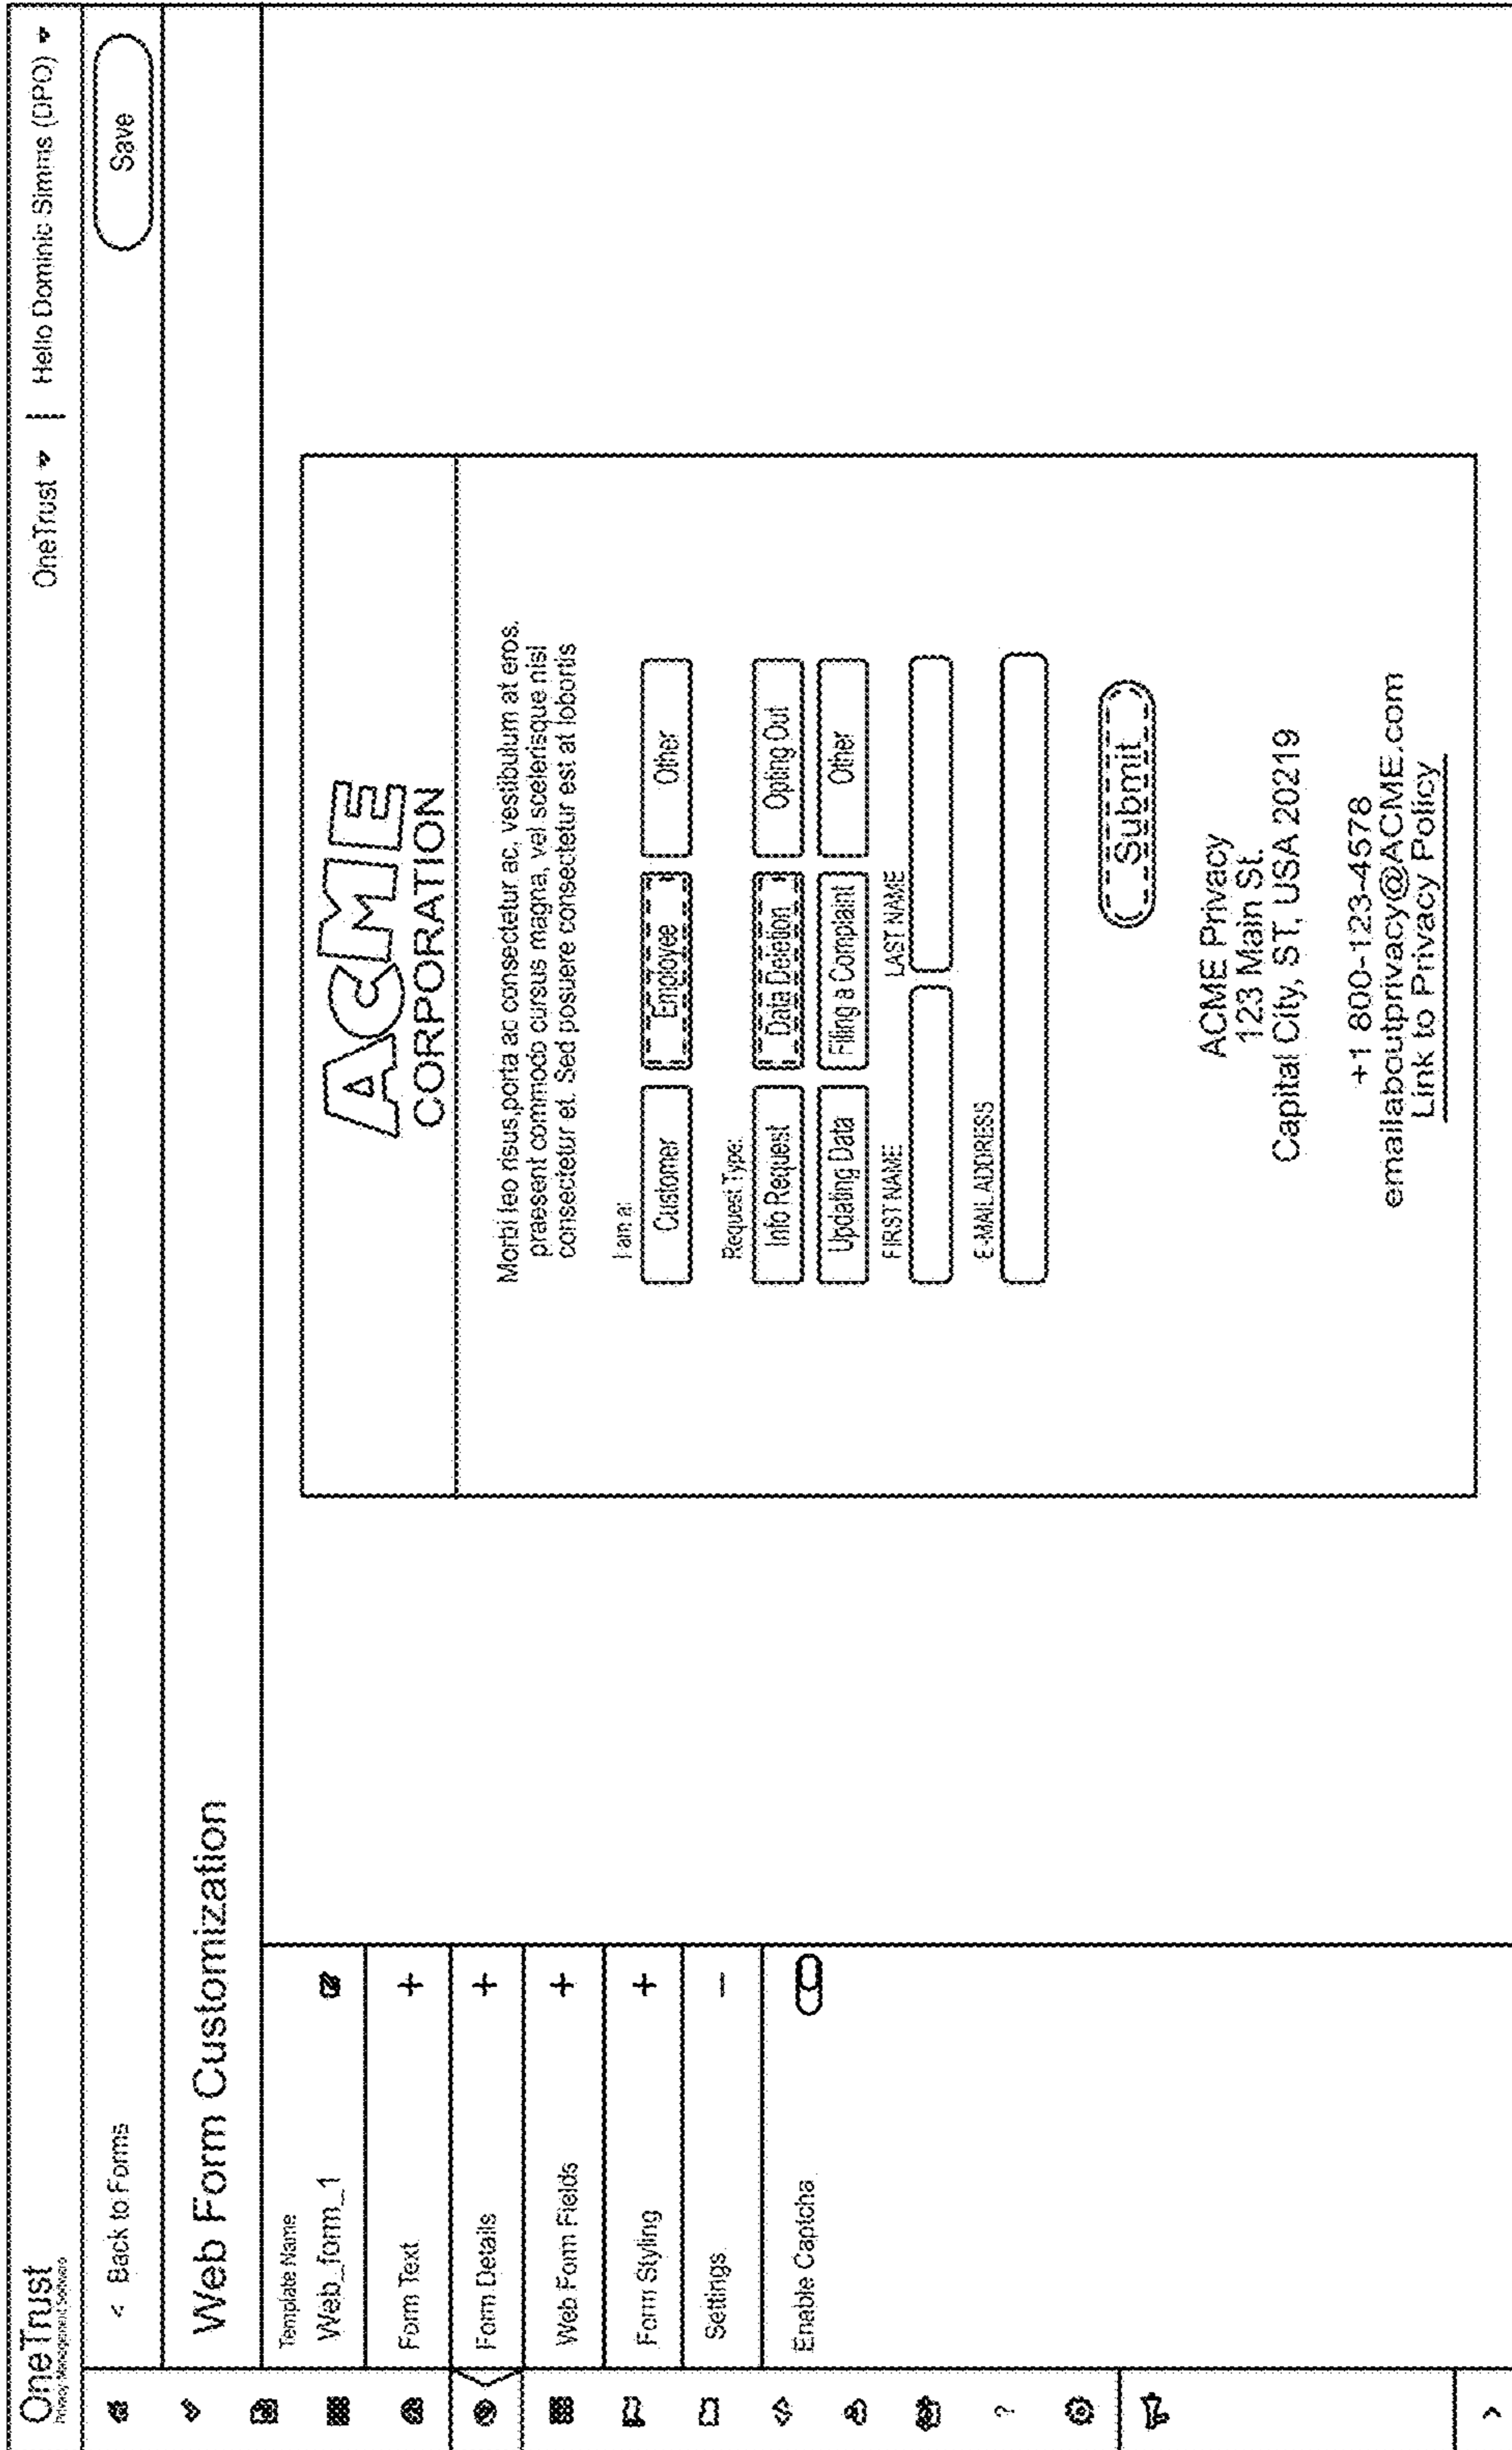 OneTrust
Privacy Management Software
OneTrust
Hello Dominic Simms (DPO)
< Back to Forms
Save
Web Form Customization
Template Name
Web_form_1
Form Text +
Form Details +
Web Form Fields +
Form Styling +
Settings −
Enable Captcha
ACME
CORPORATION
Morbi leo risus, porta ac consectetur ac, vestibulum at eros.
praesent commodo cursus magna, vel scelerisque nisl
consectetur et. Sed posuere consectetur est at lobortis
I am a:
Customer Employee Other
Request Type:
Info Request Data Deletion Opting Out
Updating Data Filing a Complaint Other
FIRST NAME LAST NAME
E-MAIL ADDRESS
Submit
ACME Privacy
123 Main St.
Capital City, ST, USA 20219
+1 800-123-4578
emailaboutprivacy@ACME.com
Link to Privacy Policy
?